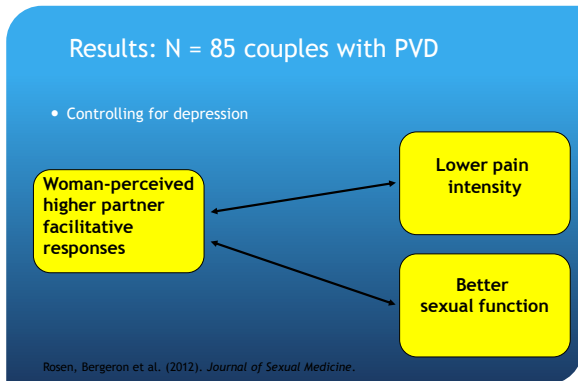 Results: N = 85 couples with PVD
• Controlling for depression
Woman-perceived
higher partner
facilitative
responses
Lower pain
intensity
Better
sexual function
Rosen, Bergeron et al. (2012). Journal of Sexual Medicine.